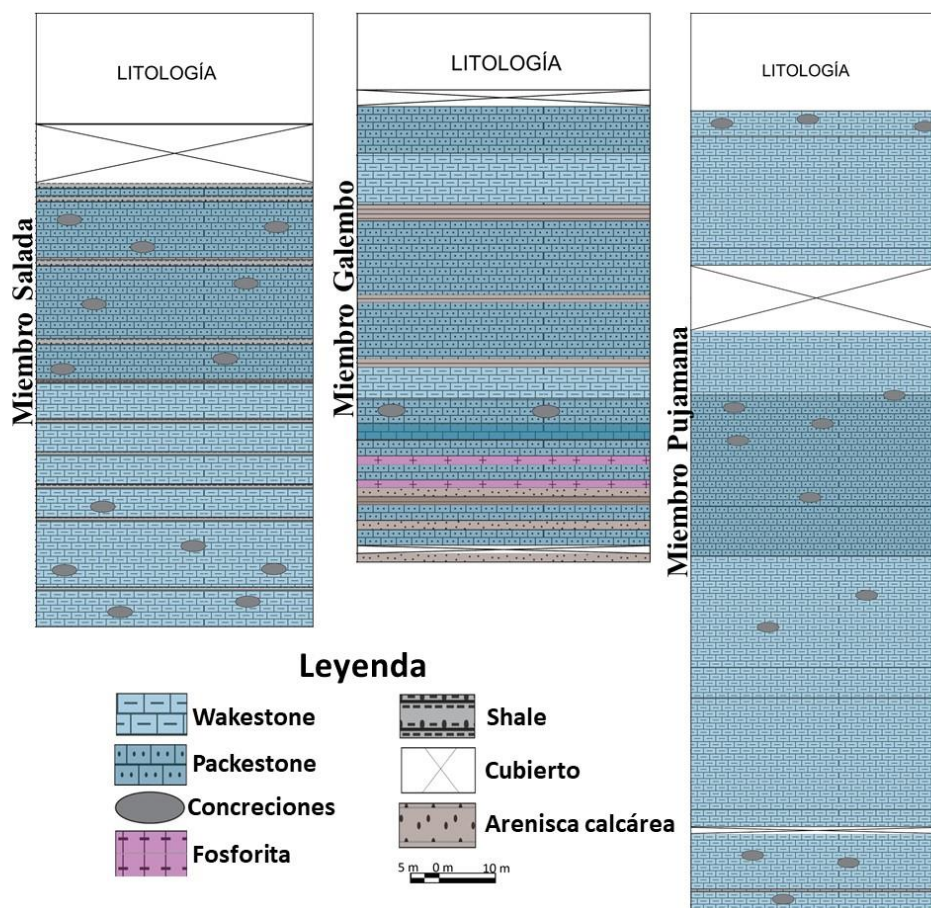 LITOLOGÍA
Miembro Salada
LITOLOGÍA
Miembro Galembo
LITOLOGÍA
Miembro Pujamana
Leyenda
Wakestone
Packestone
Concreciones
Fosforita
Shale
Cubierto
Arenisca calcárea
5 m 0 m 10 m